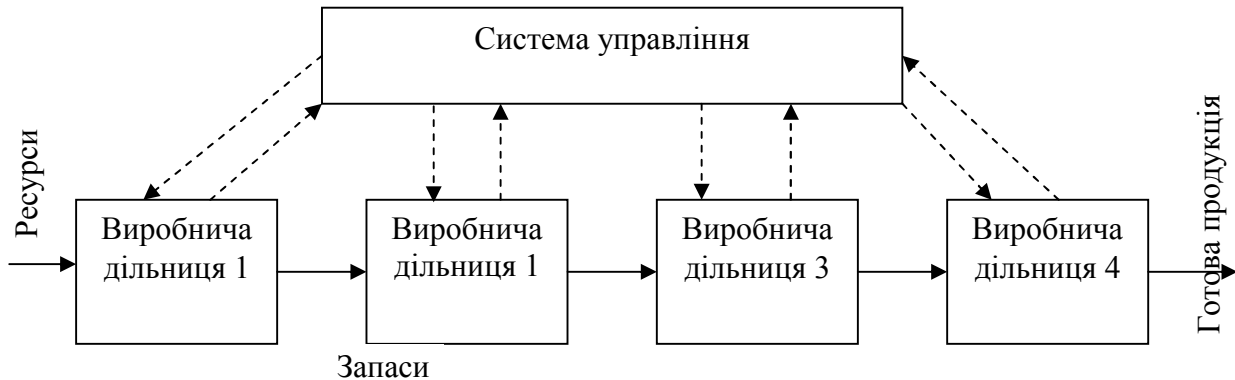 Система управління
Ресурси
Виробнича
дільниця 1
Виробнича
дільниця 1
Виробнича
дільниця 3
Виробнича
дільниця 4
Готова продукція
Запаси